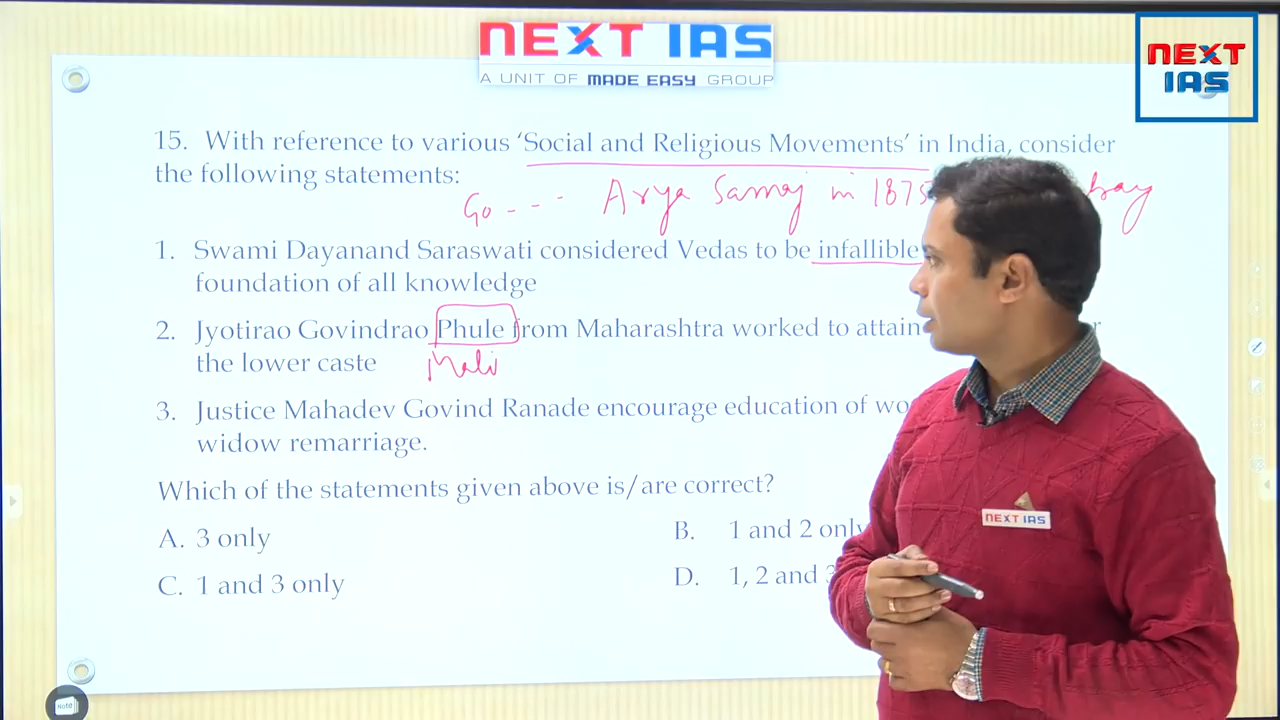 NEXT IAS
A UNIT OF MADE EASY GROUP
NEXT IAS
15. With reference to various ‘Social and Religious Movements’ in India, consider
the following statements:
Go --- Arya Samaj in 1875 bay
1. Swami Dayanand Saraswati considered Vedas to be infallible
foundation of all knowledge
2. Jyotirao Govindrao Phule from Maharashtra worked to attain
the lower caste
Mali
3. Justice Mahadev Govind Ranade encourage education of wo
widow remarriage.
Which of the statements given above is/are correct?
A. 3 only
B. 1 and 2 only
C. 1 and 3 only
D. 1, 2 and 3
NEXT IAS
Note